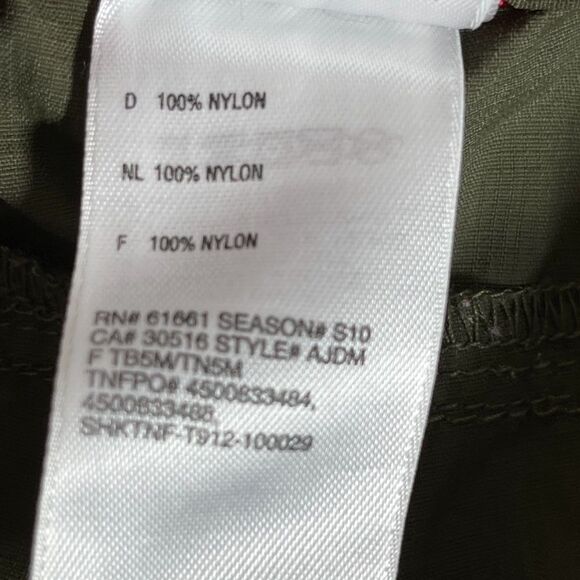 D 100% NYLON
NL 100% NYLON
F 100% NYLON
RN# 61661 SEASON# S10
CA# 30516 STYLE# AJDM
F TB5M/TN5M
TNFPO# 4500833484,
4500833488,
SHKTNF-T912-100029